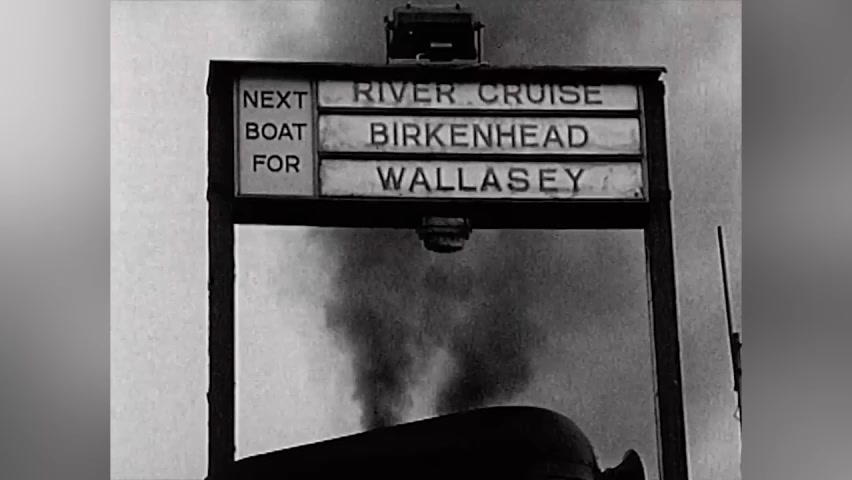 NEXT
BOAT
FOR
RIVER CRUISE
BIRKENHEAD
WALLASEY